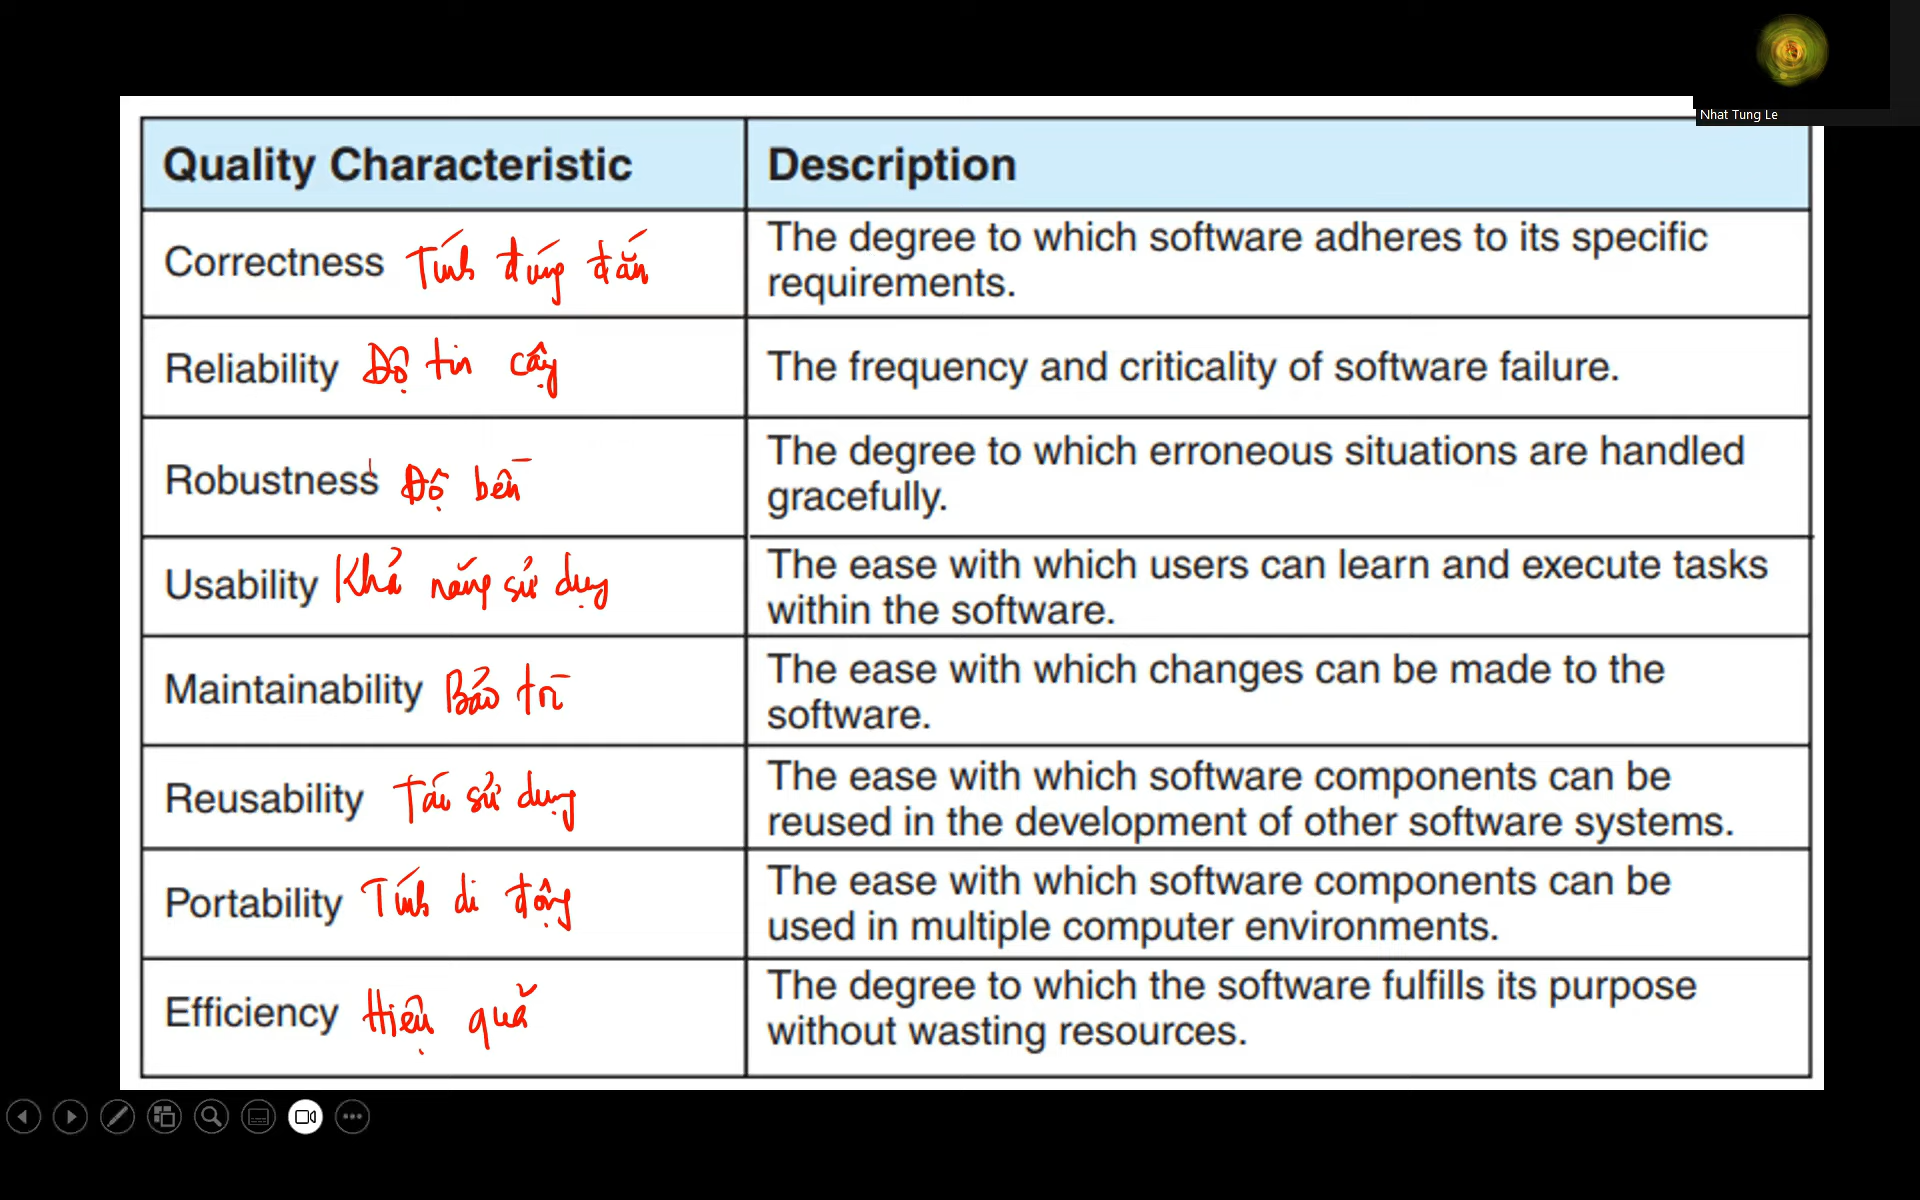 Nhat Tung Le
Quality Characteristic Description
Correctness Tính đúng đắn The degree to which software adheres to its specific
requirements.
Reliability Độ tin cậy The frequency and criticality of software failure.
Robustness Độ bền The degree to which erroneous situations are handled
gracefully.
Usability Khả năng sử dụng The ease with which users can learn and execute tasks
within the software.
Maintainability Bảo trì The ease with which changes can be made to the
software.
Reusability Tái sử dụng The ease with which software components can be
reused in the development of other software systems.
Portability Tính di động The ease with which software components can be
used in multiple computer environments.
Efficiency Hiệu quả The degree to which the software fulfills its purpose
without wasting resources.